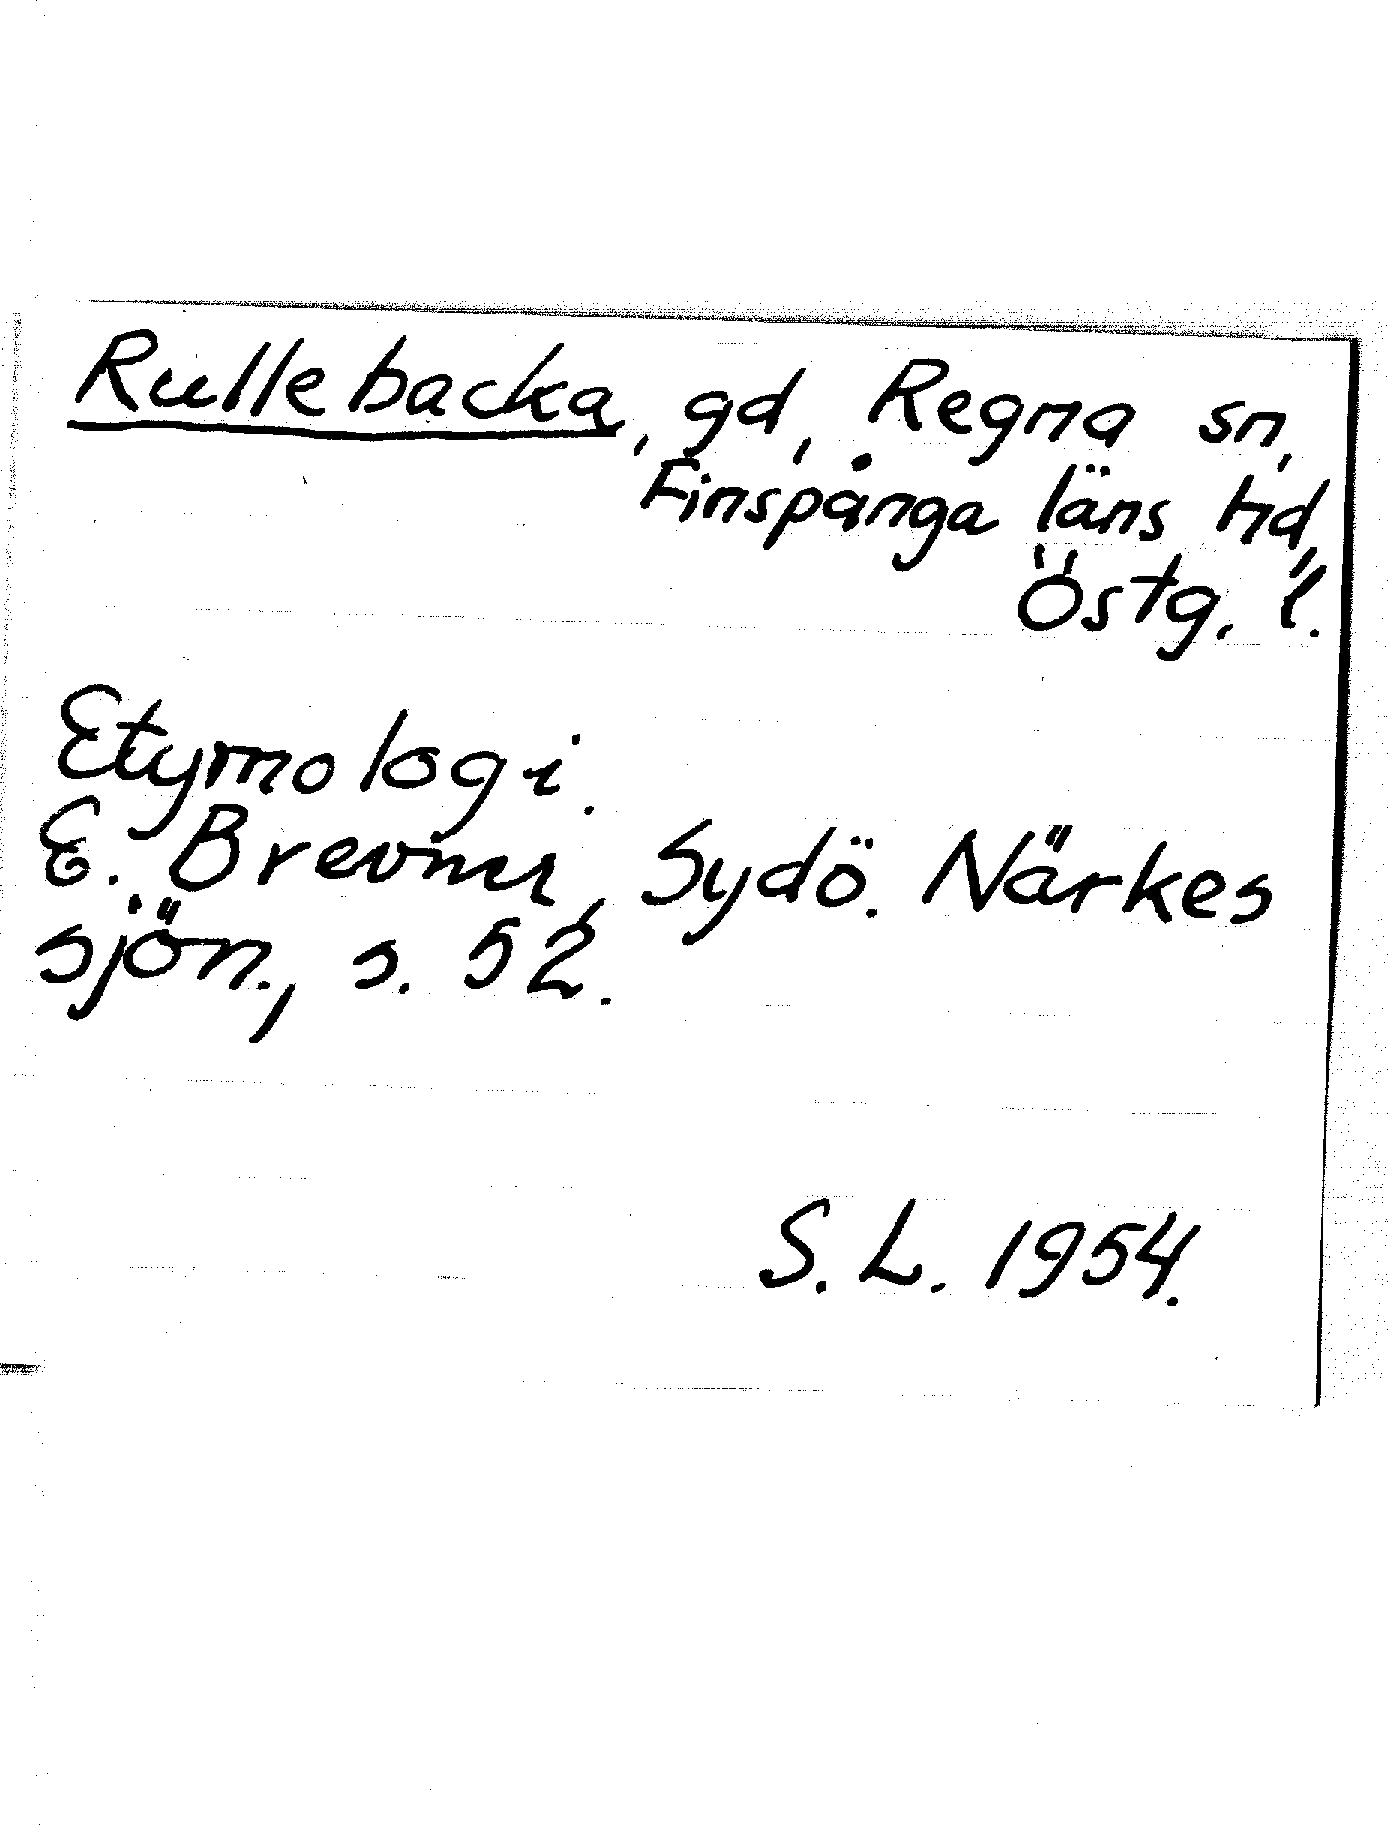 Rullebacka, gd, Regna sn,
Finspånga läns hd,
Östg. l.
Etymologi.
E. Brevner, Sydö. Närkes
sjön., s. 52.
S. L. 1954.